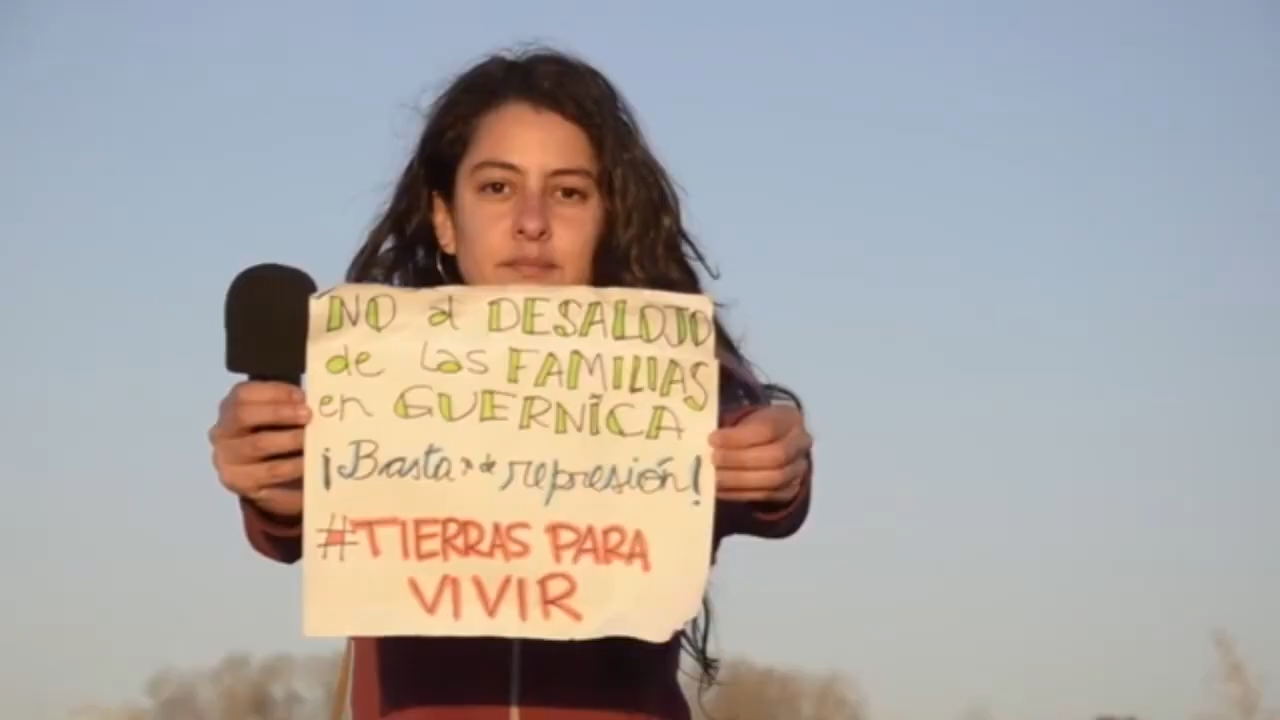 NO al DESALOJO
de las FAMILIAS
en GUERNICA
¡Basta de represión!
#TIERRAS PARA
VIVIR